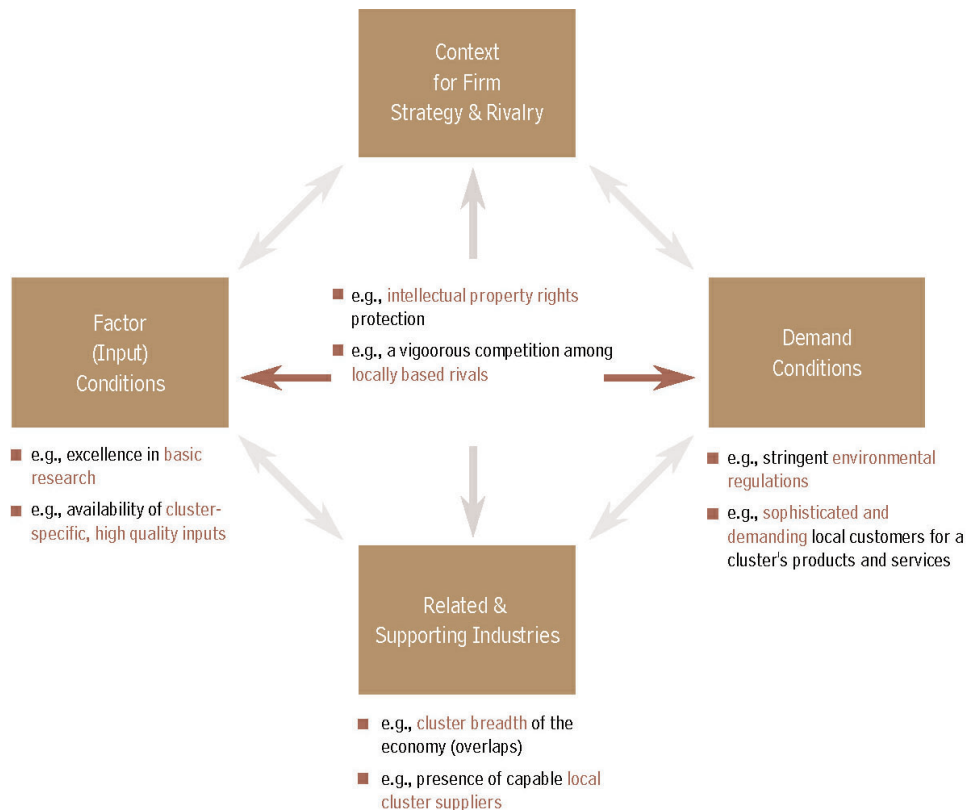 Context
for Firm
Strategy & Rivalry
e.g., intellectual property rights
protection
e.g., a vigoorous competition among
locally based rivals
Factor
(Input)
Conditions
e.g., excellence in basic
research
e.g., availability of cluster-
specific, high quality inputs
Demand
Conditions
e.g., stringent environmental
regulations
e.g., sophisticated and
demanding local customers for a
cluster's products and services
Related &
Supporting Industries
e.g., cluster breadth of the
economy (overlaps)
e.g., presence of capable local
cluster suppliers